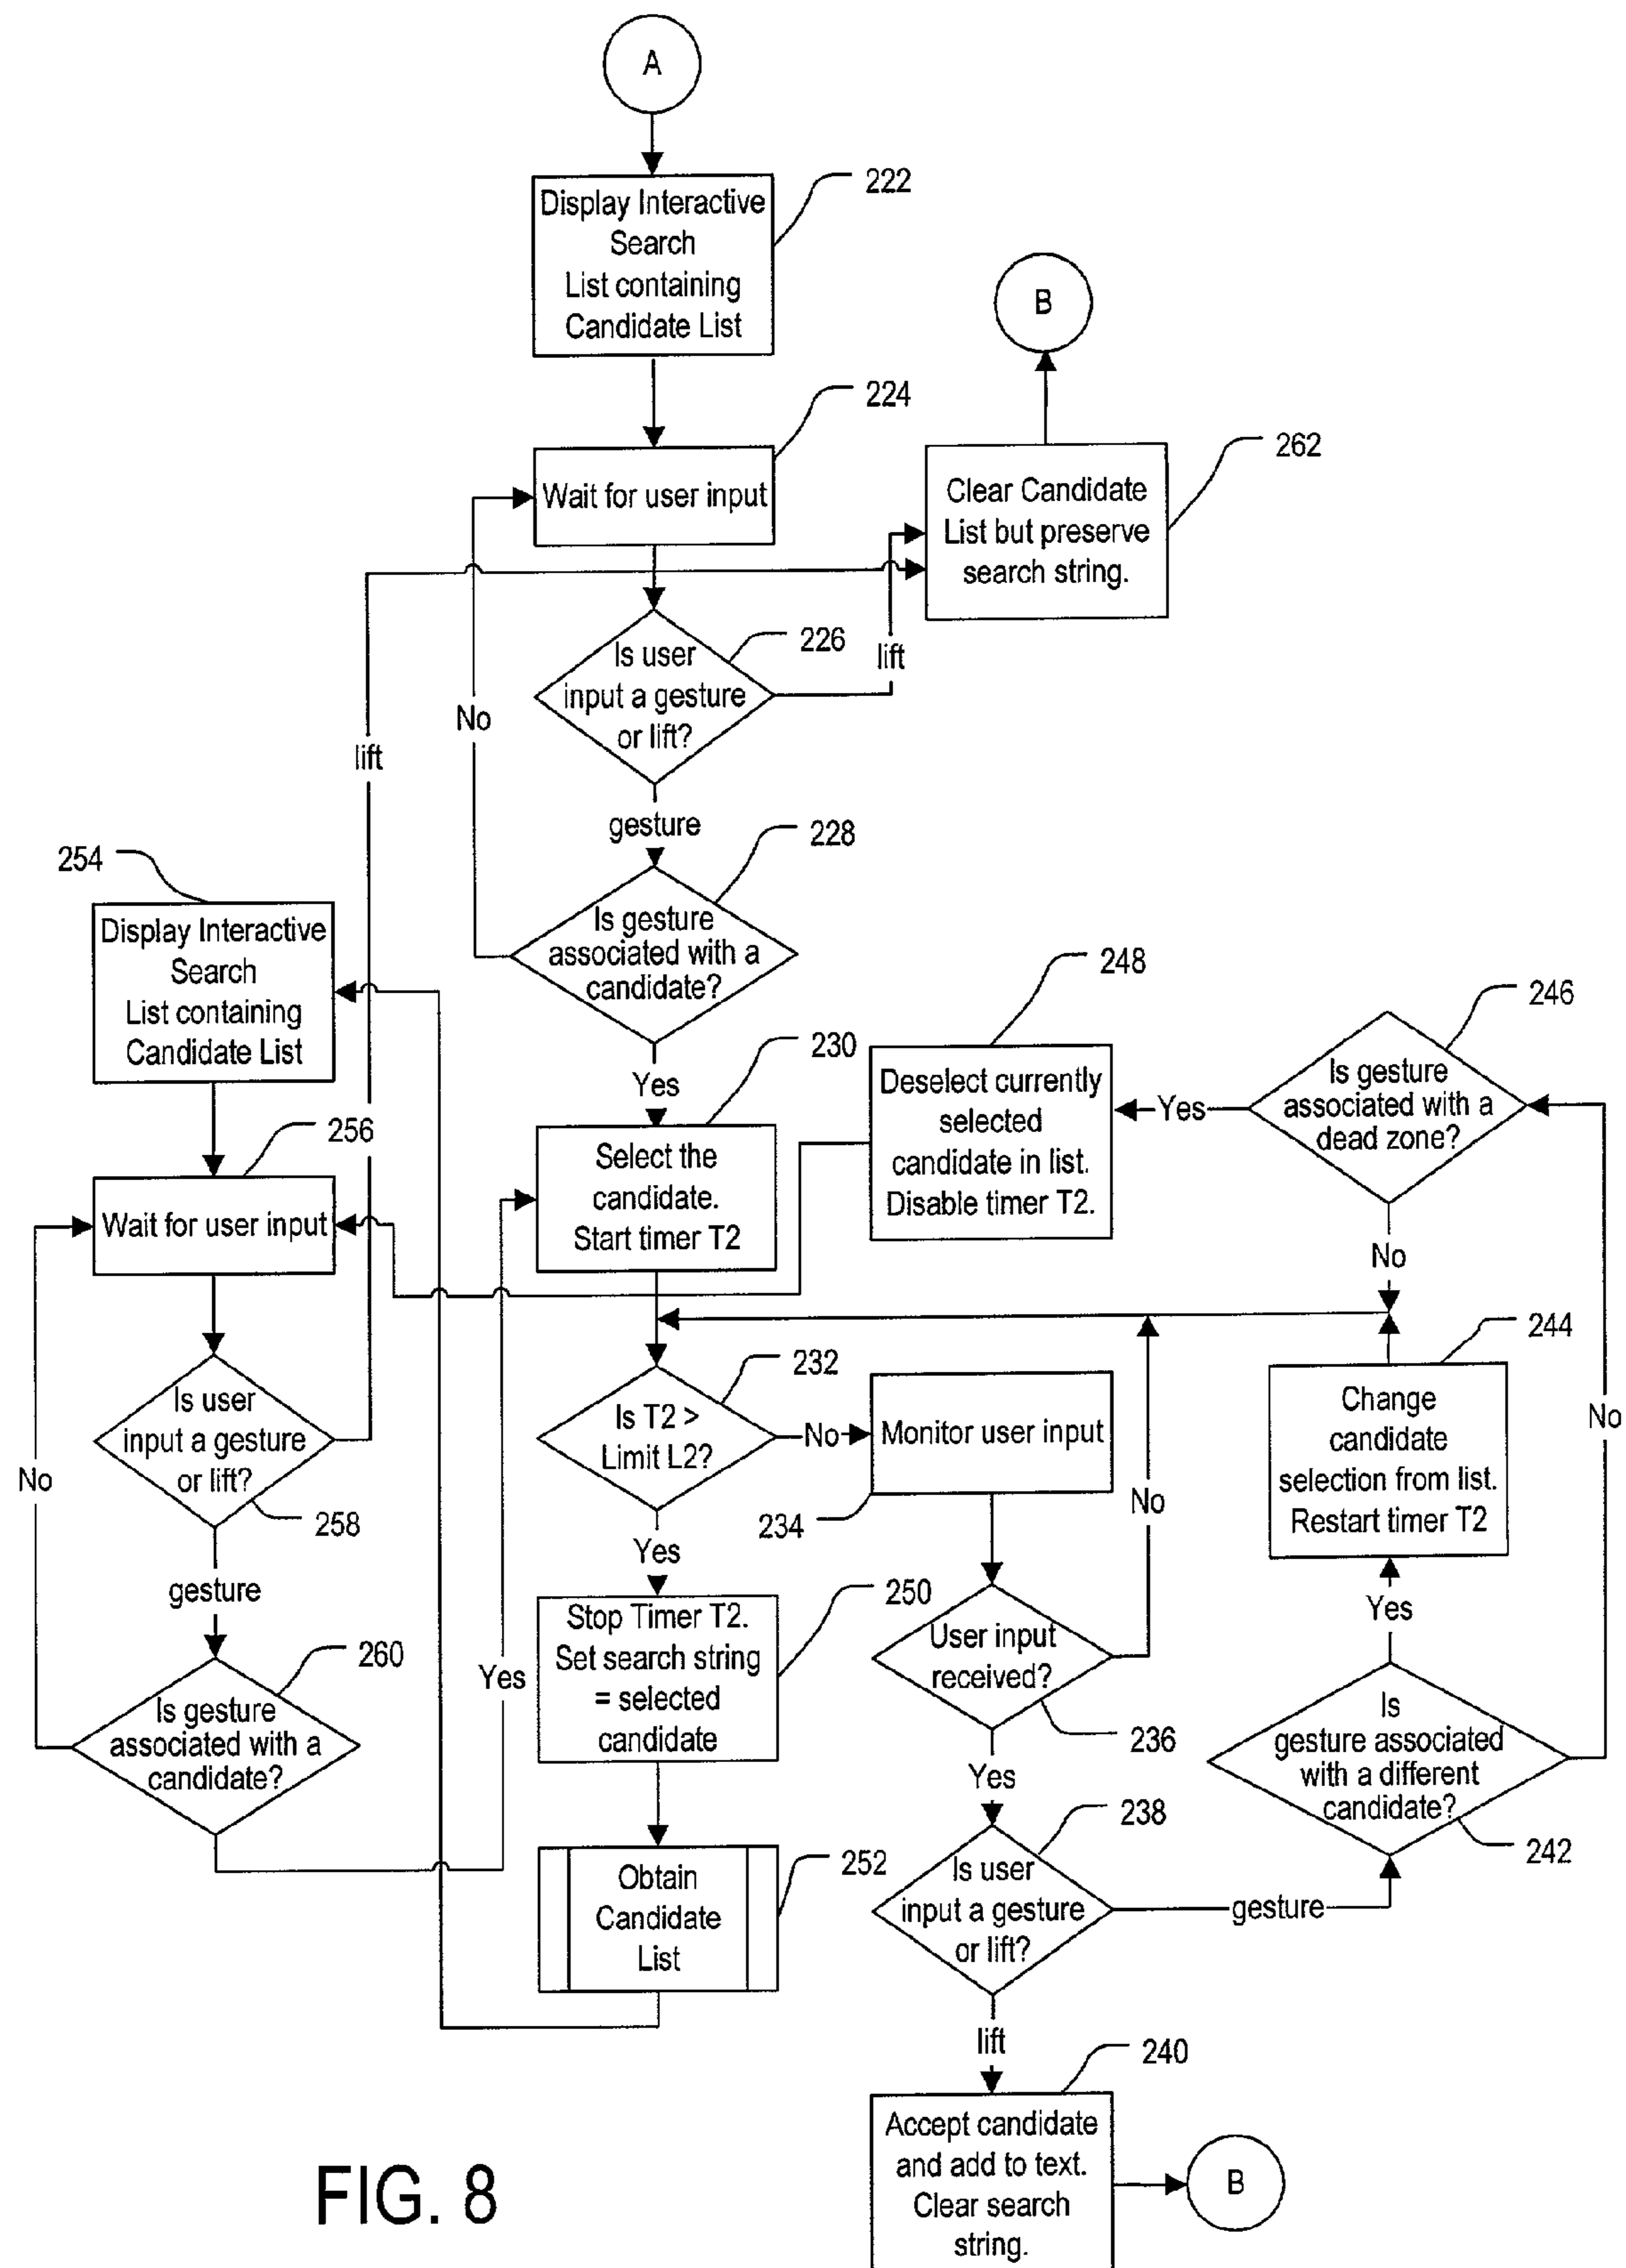 A
Display Interactive
Search
List containing
Candidate List
222
B
Wait for user input
224
Clear Candidate
List but preserve
search string.
262
Is user
input a gesture
or lift?
226
lift
No
lift
gesture
Is gesture
associated with a
candidate?
228
254
Display Interactive
Search
List containing
Candidate List
Yes
230
Select the
candidate.
Start timer T2
248
Deselect currently
selected
candidate in list.
Disable timer T2.
Yes
246
Is gesture
associated with a
dead zone?
No
256
Wait for user input
Is user
input a gesture
or lift?
258
No
gesture
260
Is gesture
associated with a
candidate?
Yes
232
Is T2 >
Limit L2?
No
Monitor user input
234
No
244
Change
candidate
selection from list.
Restart timer T2
No
Yes
Stop Timer T2.
Set search string
= selected
candidate
250
User input
received?
236
Yes
Yes
Is
gesture associated
with a different
candidate?
242
Obtain
Candidate
List
252
238
Is user
input a gesture
or lift?
gesture
lift
240
Accept candidate
and add to text.
Clear search
string.
B
FIG. 8